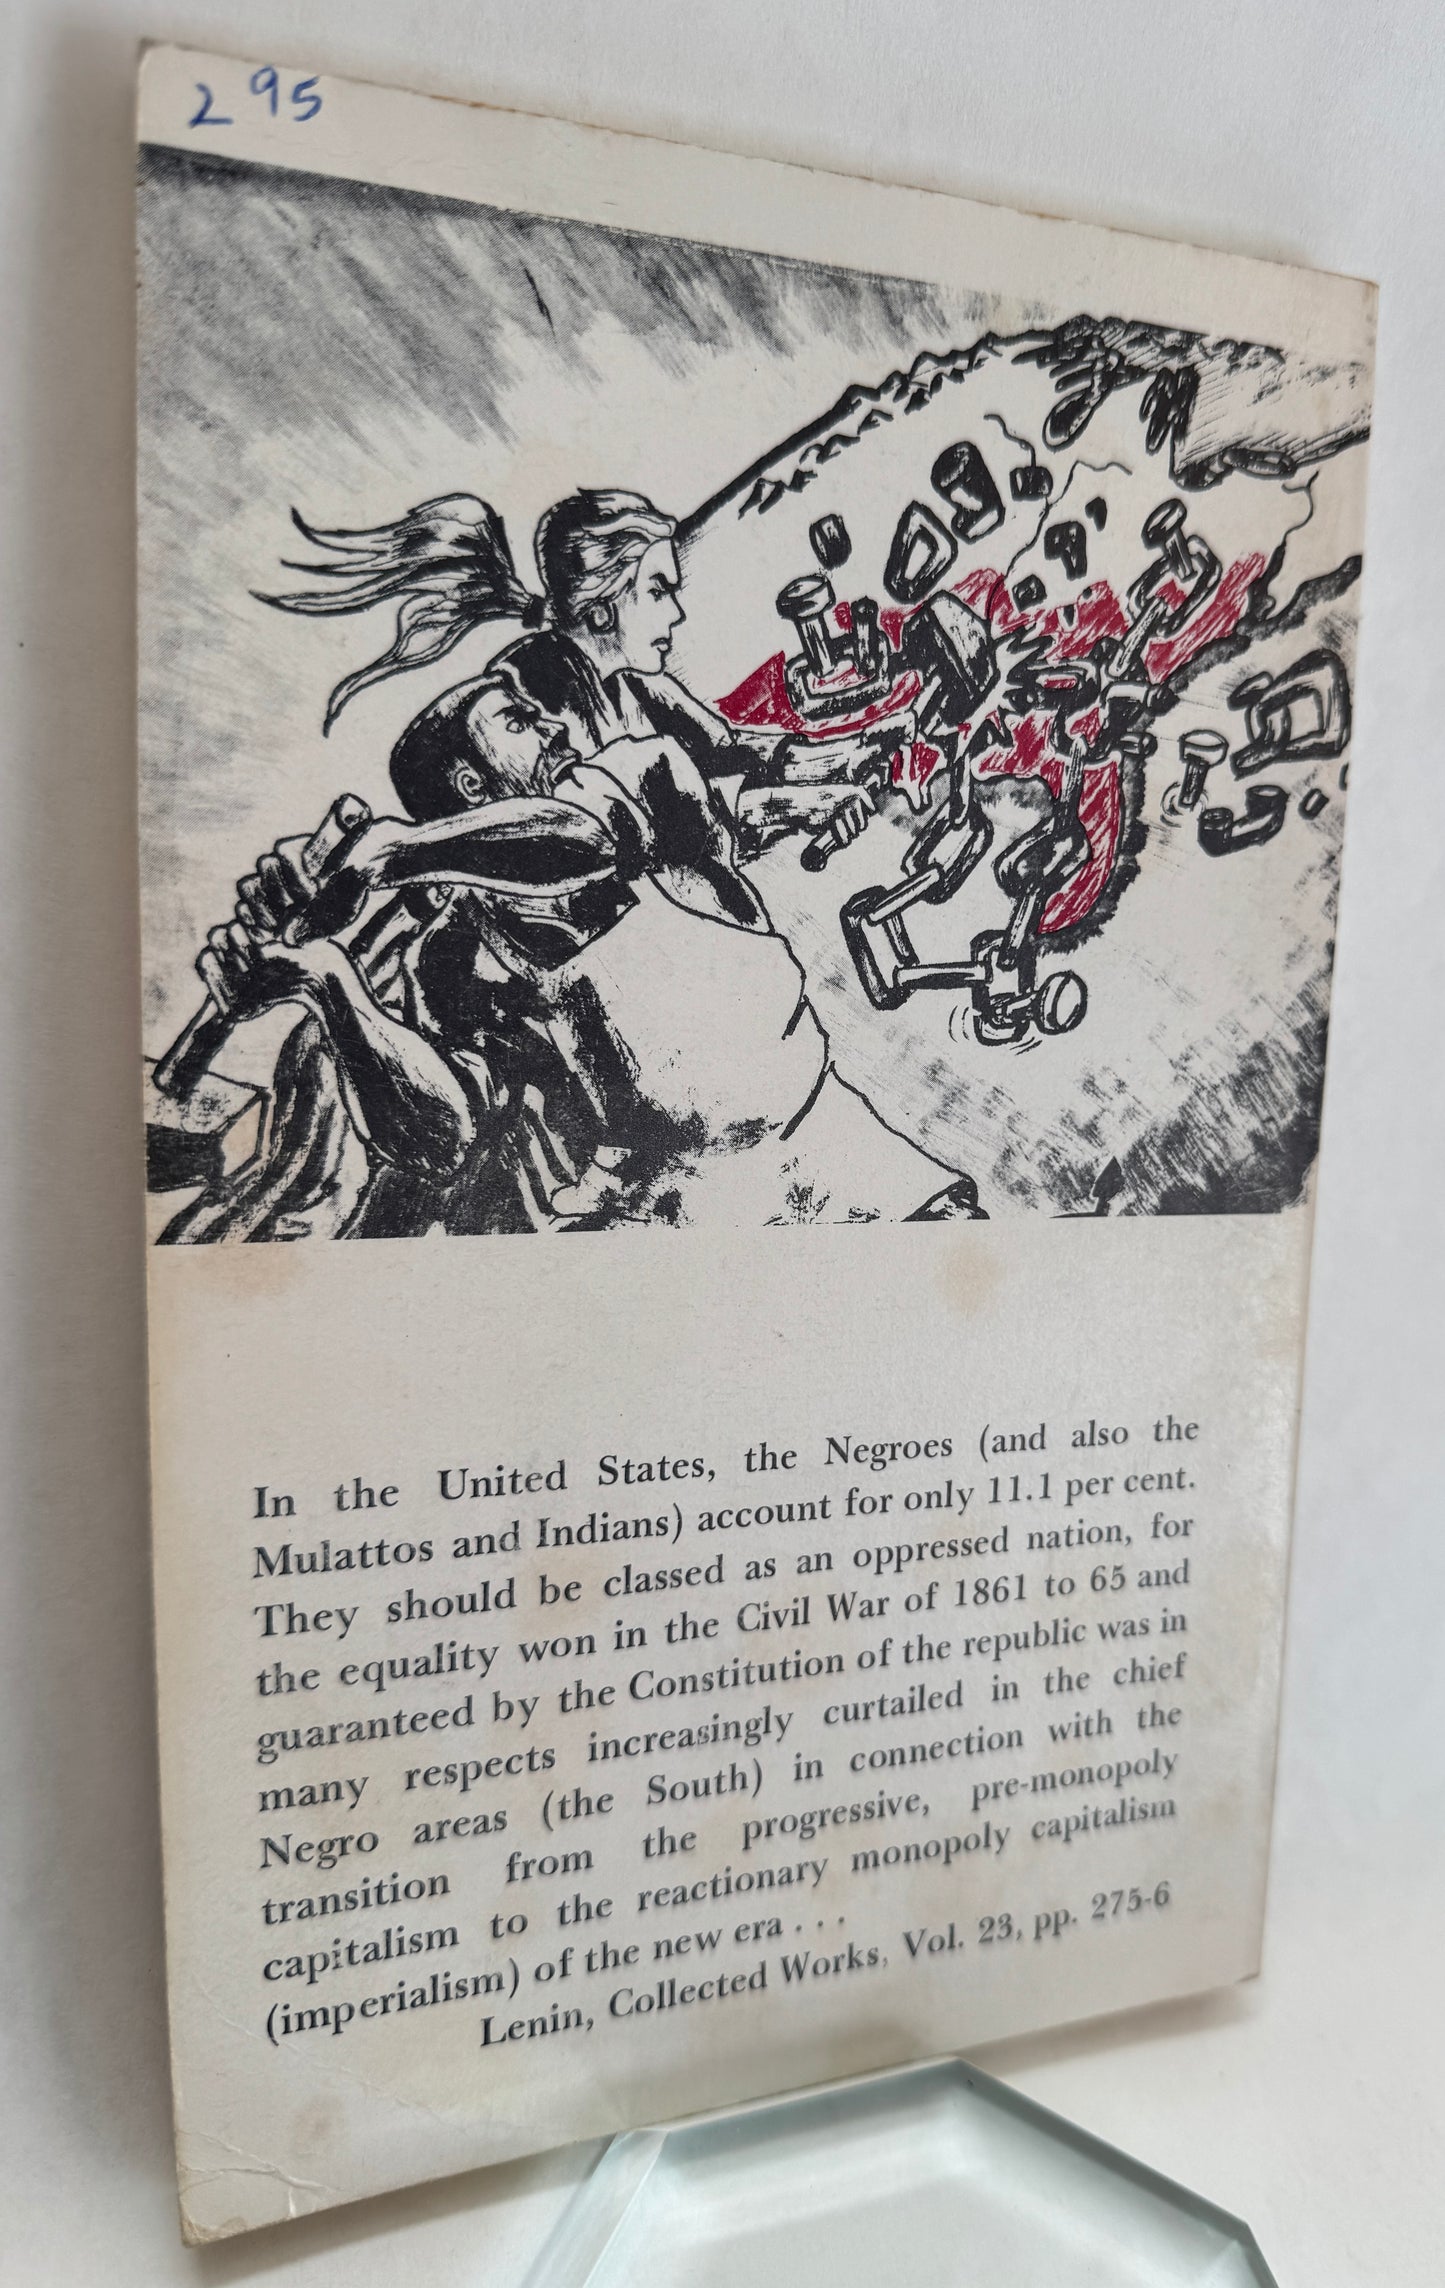 295
In the United States, the Negroes (and also the
Mulattos and Indians) account for only 11.1 per cent.
They should be classed as an oppressed nation, for
the equality won in the Civil War of 1861 to 65 and
guaranteed by the Constitution of the republic was in
many respects increasingly curtailed in the chief
Negro areas (the South) in connection with the
transition from the progressive, pre-monopoly
capitalism to the reactionary monopoly capitalism
(imperialism) of the new era . . .
Lenin, Collected Works, Vol. 23, pp. 275-6